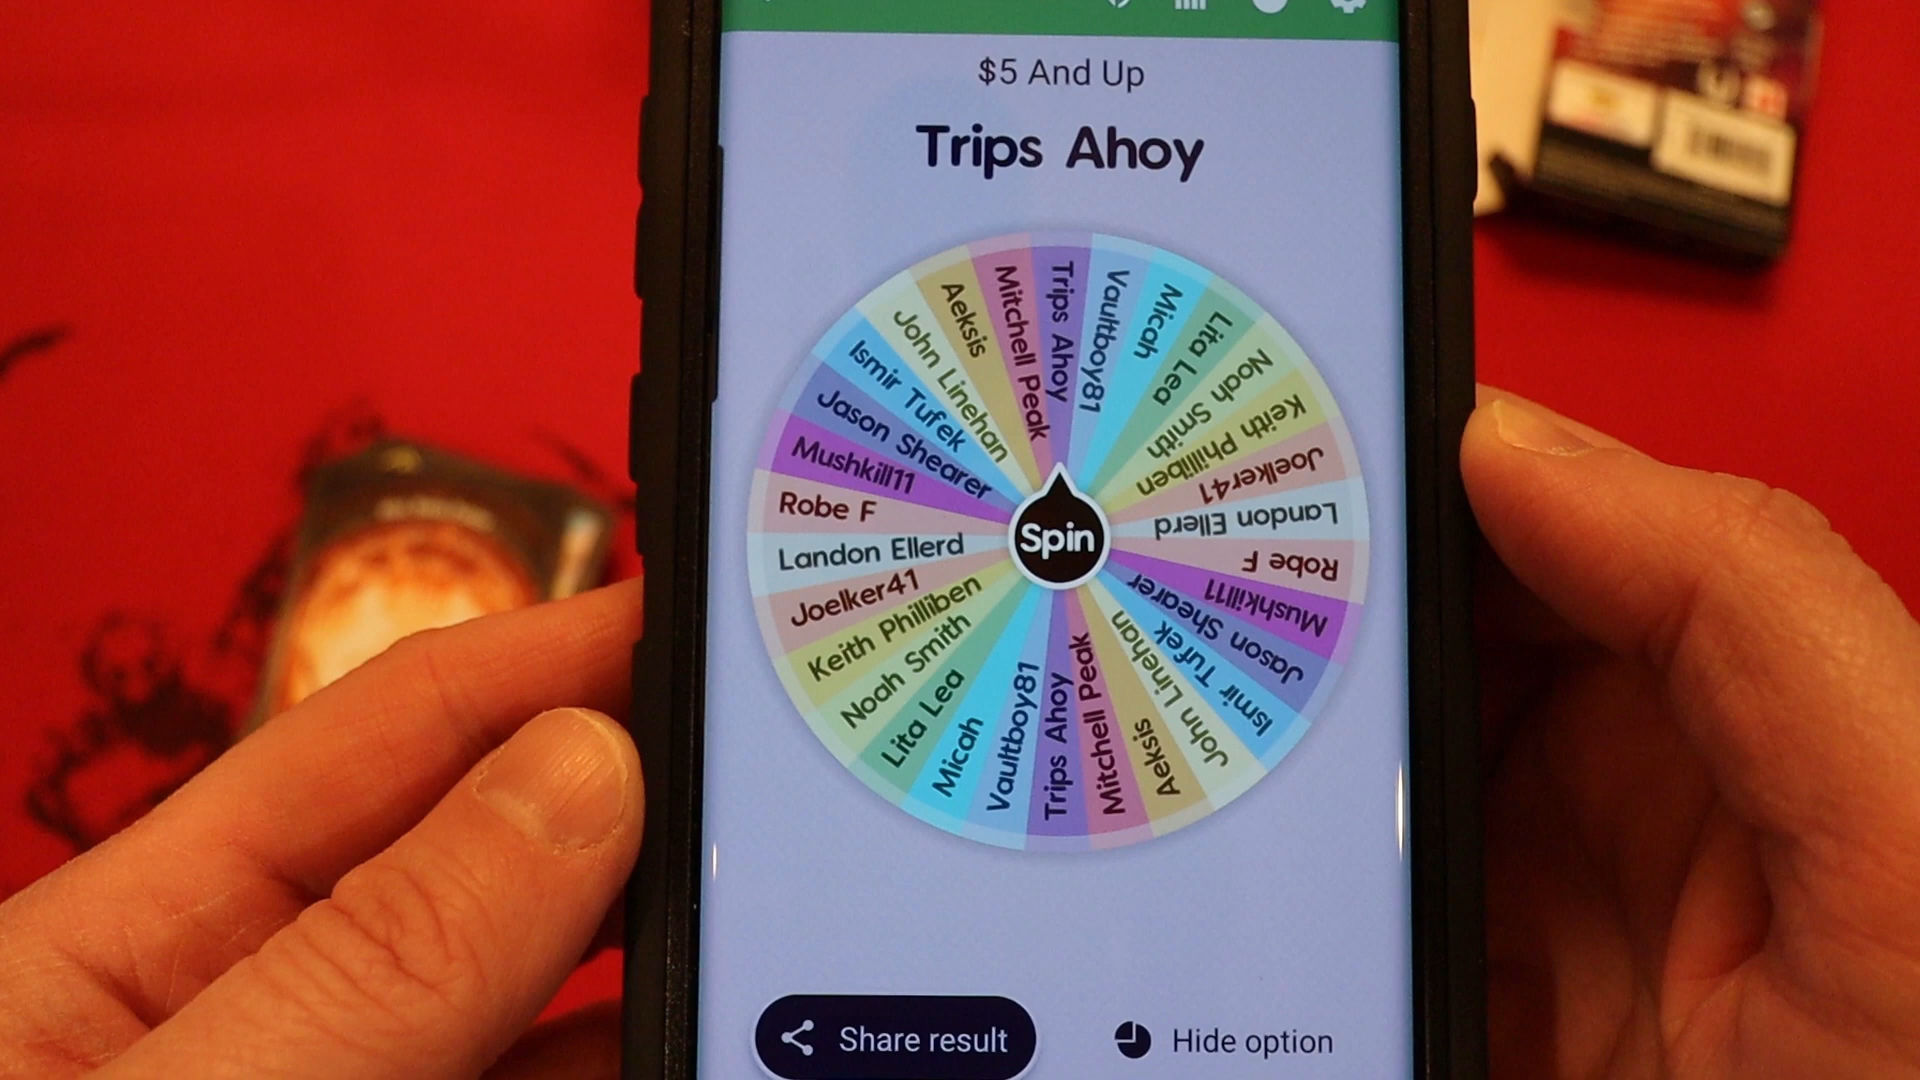 $5 And Up
Trips Ahoy
Trips Ahoy
Vaultboy81
Micah
Lita Lea
Noah Smith
Keith Philliben
Joelker41
Landon Ellerd
Robe F
Mushkill11
Jason Shearer
Ismir Tufek
John Linehan
Aeksis
Mitchell Peak
Trips Ahoy
Vaultboy81
Micah
Lita Lea
Noah Smith
Keith Philliben
Joelker41
Landon Ellerd
Robe F
Mushkill11
Jason Shearer
Ismir Tufek
John Linehan
Aeksis
Mitchell Peak
Spin
Share result
Hide option